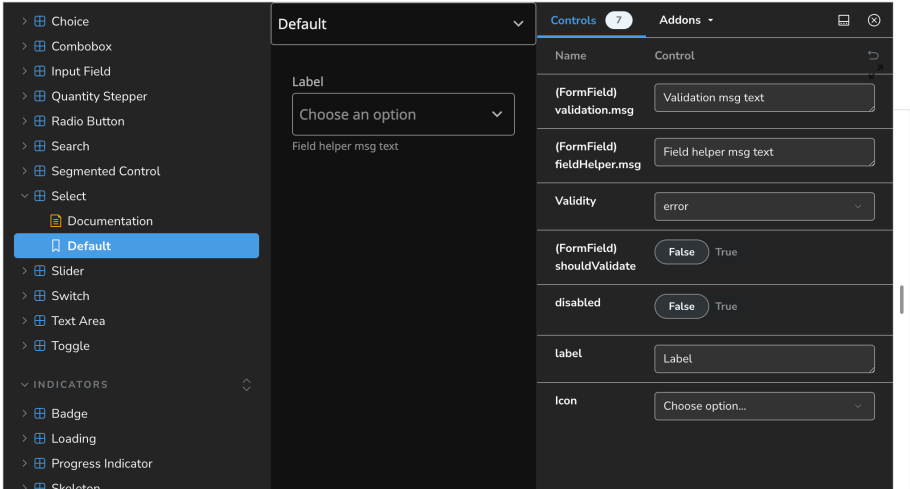 Choice
Combobox
Input Field
Quantity Stepper
Radio Button
Search
Segmented Control
Select
Documentation
Default
Slider
Switch
Text Area
Toggle
INDICATORS
Badge
Loading
Progress Indicator
Skeleton
Default
Label
Choose an option
Field helper msg text
Controls 7 Addons
Name Control
(FormField)
validation.msg
Validation msg text
(FormField)
fieldHelper.msg
Field helper msg text
Validity
error
(FormField)
shouldValidate
False True
disabled
False True
label
Label
Icon
Choose option...